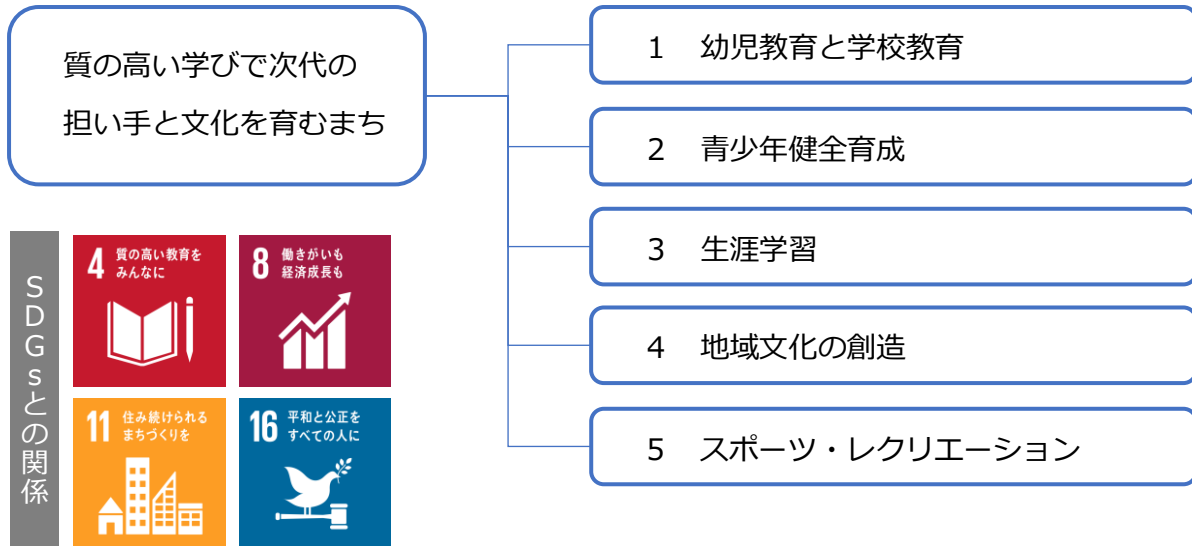 質の高い学びで次代の
担い手と文化を育むまち
1 幼児教育と学校教育
2 青少年健全育成
3 生涯学習
4 地域文化の創造
5 スポーツ・レクリエーション
SDGsとの関係
4 質の高い教育を
みんなに
8 働きがいも
経済成長も
11 住み続けられる
まちづくりを
16 平和と公正を
すべての人に